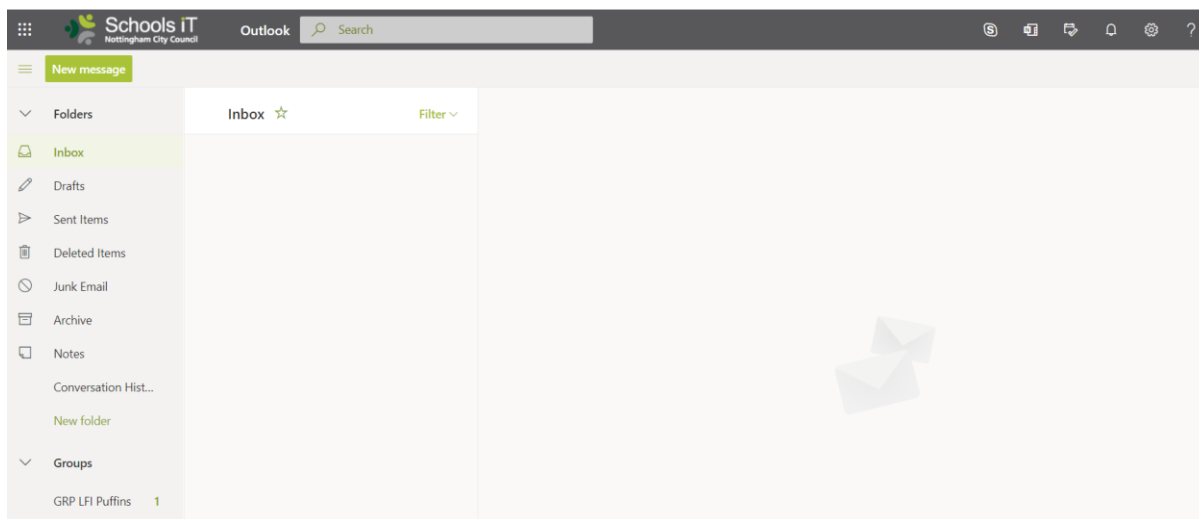 Schools iT
Nottingham City Council
Outlook
Search
New message
Folders
Inbox
Drafts
Sent Items
Deleted Items
Junk Email
Archive
Notes
Conversation Hist...
New folder
Groups
GRP LFI Puffins 1
Inbox
Filter